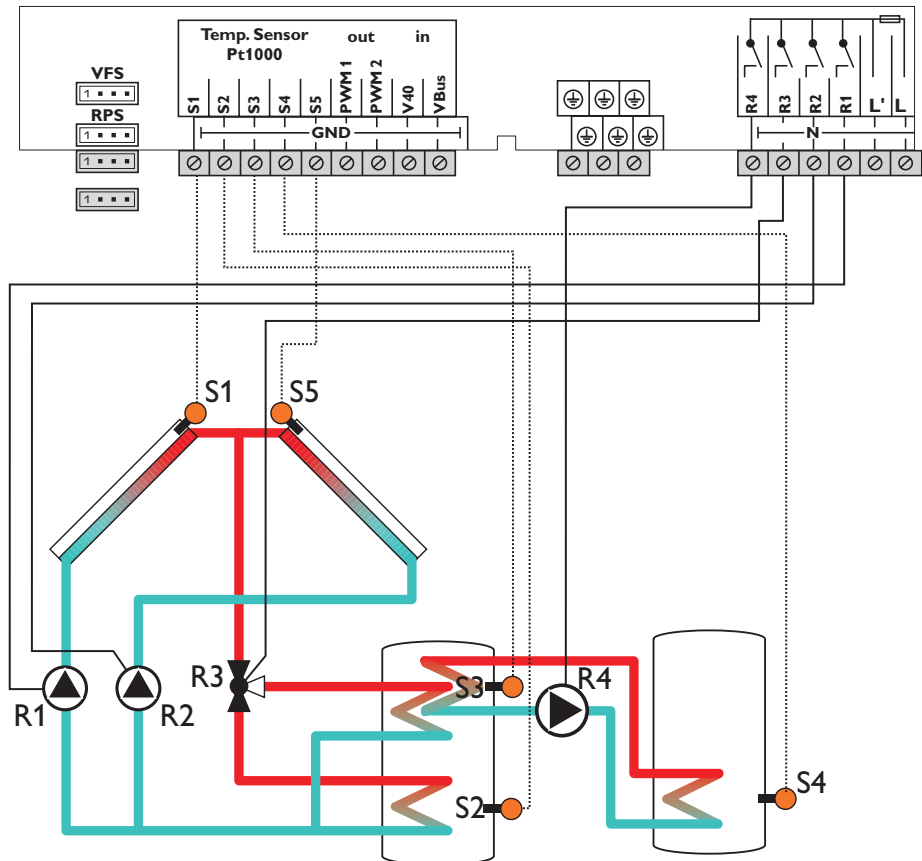 Temp. Sensor out in
Pt1000
VFS
1
RPS
1
1
1
S1 S2 S3 S4 S5 PWM 1 PWM 2 V40 VBus
GND
R4 R3 R2 R1 L' L
N
S1 S5
R1 R2 R3 S3 R4
S2 S4